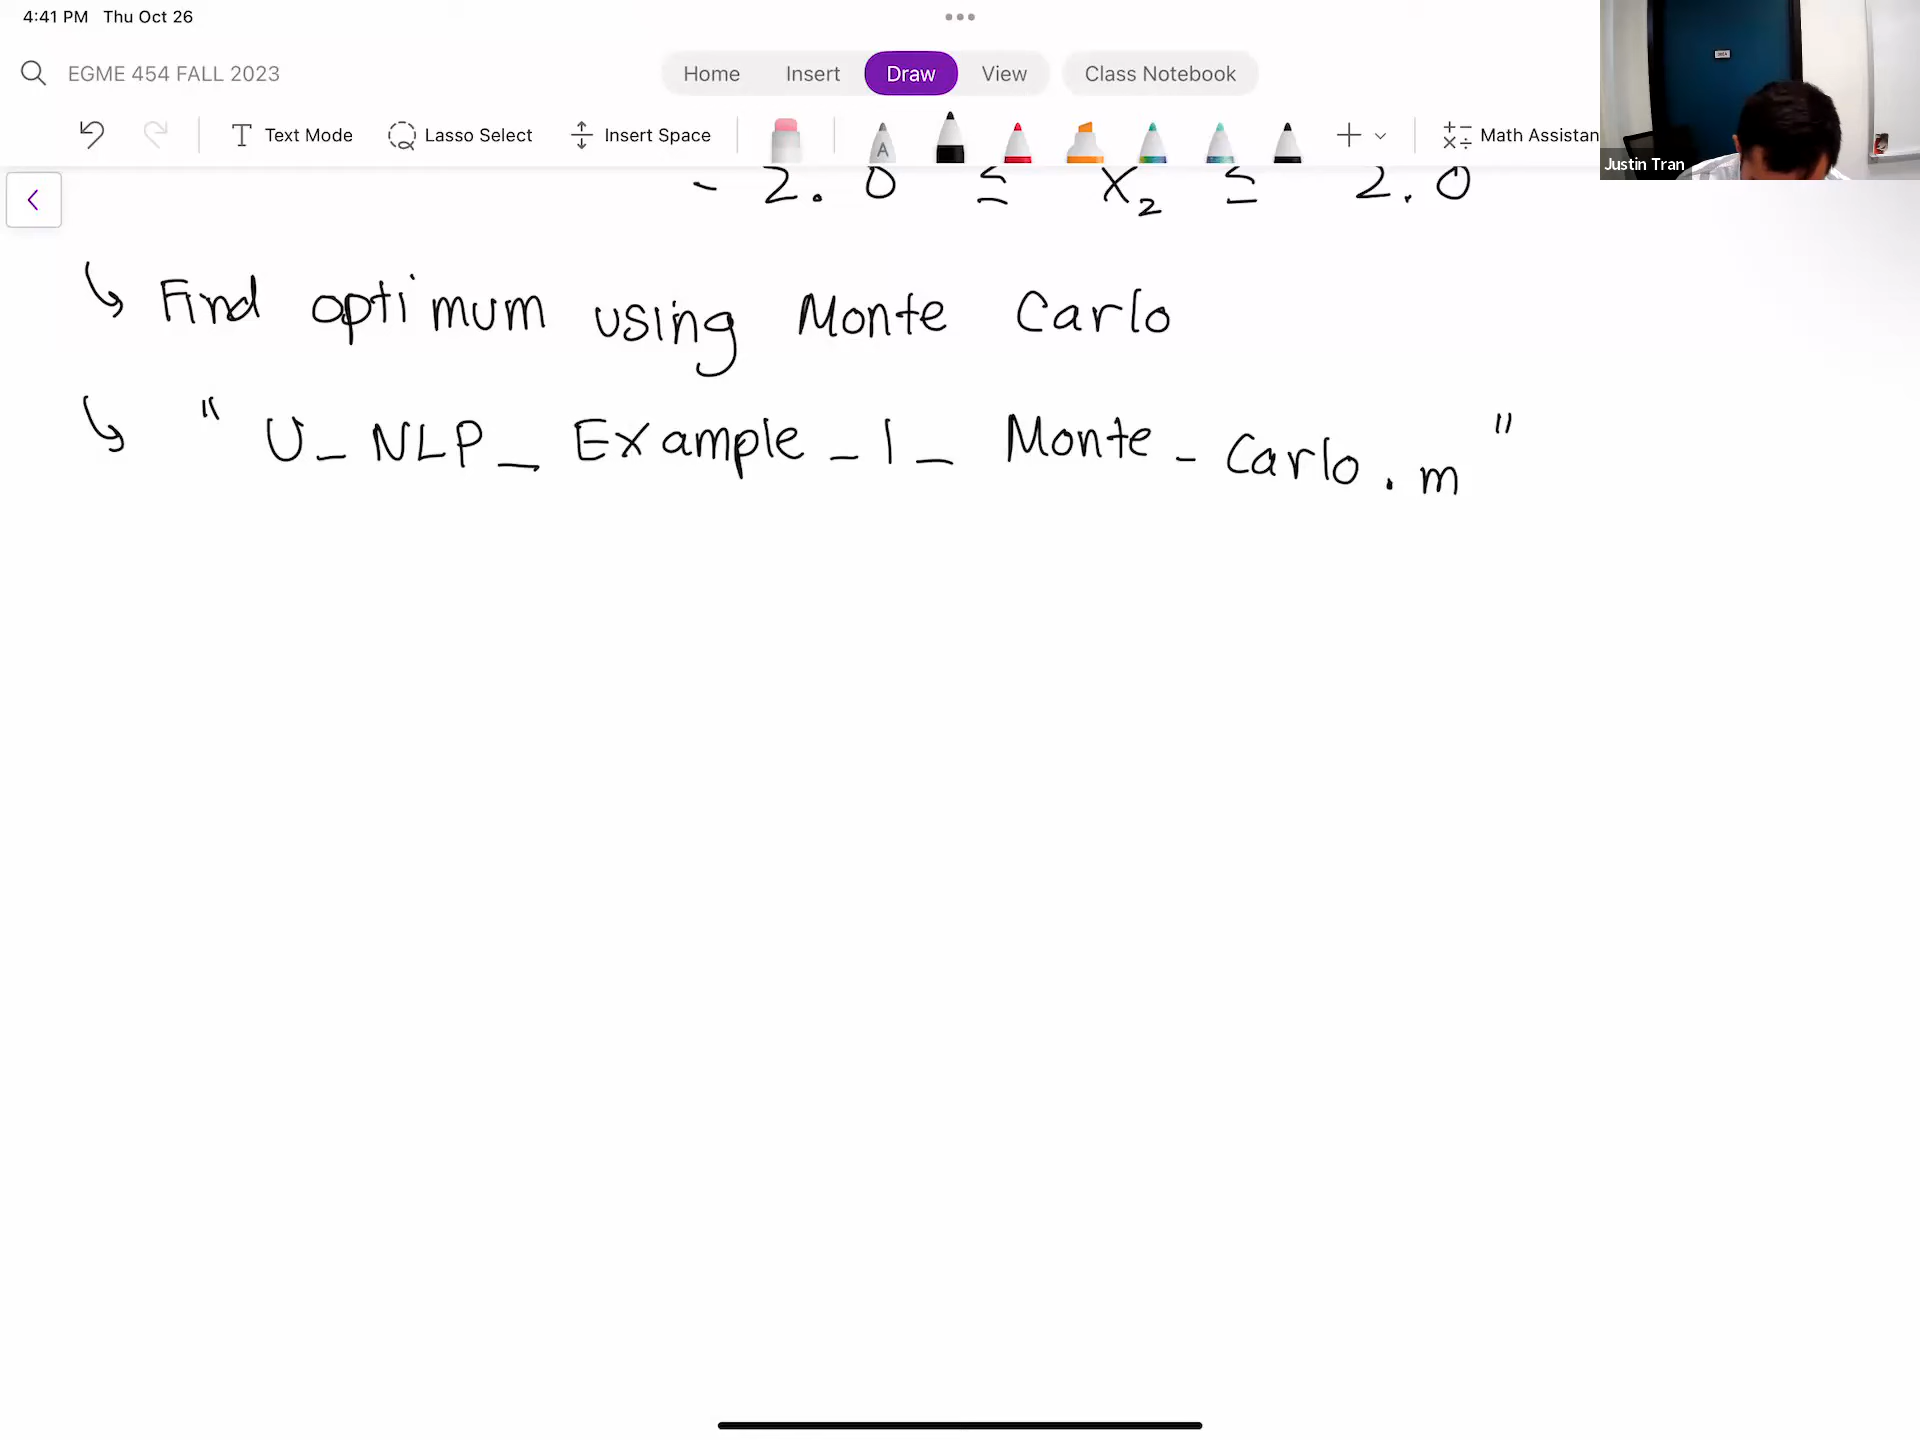 4:41 PM Thu Oct 26
EGME 454 FALL 2023
Home Insert Draw View Class Notebook
Text Mode Lasso Select Insert Space A Math Assistan
Justin Tran
- 2.0 ≤ x₂ ≤ 2.0
↳ Find optimum using Monte Carlo
↳ "U_NLP_Example_1_Monte_Carlo.m"